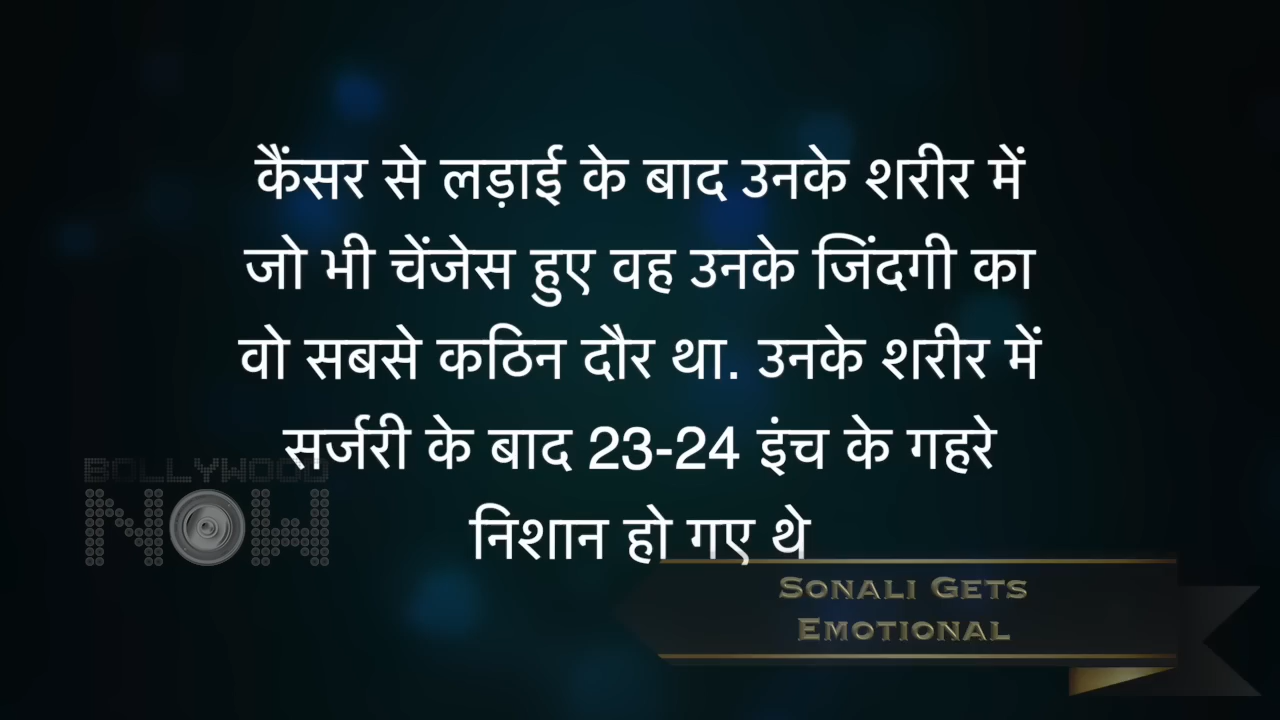 कैंसर से लड़ाई के बाद उनके शरीर में
जो भी चेंजेस हुए वह उनके जिंदगी का
वो सबसे कठिन दौर था. उनके शरीर में
सर्जरी के बाद 23-24 इंच के गहरे
निशान हो गए थे
BOLLYWOOD
NOW
SONALI GETS
EMOTIONAL